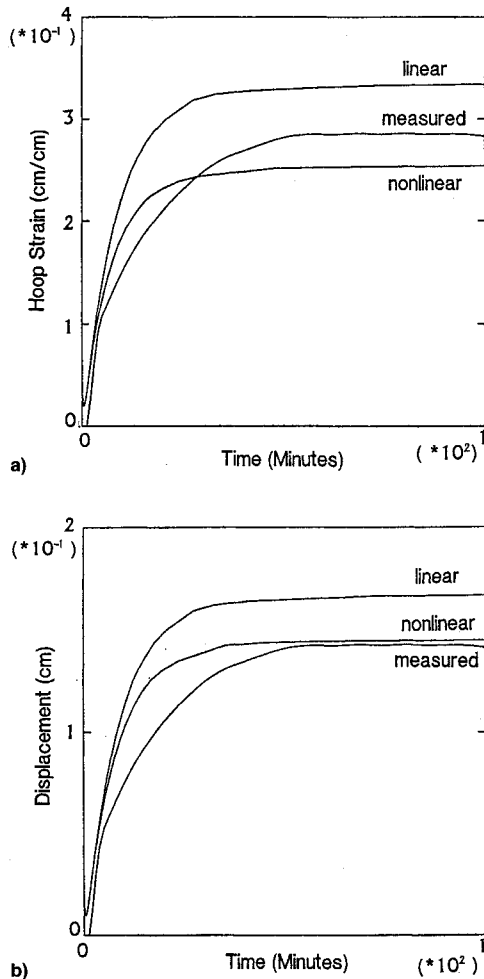 4
(*10⁻¹)
linear
3
measured
nonlinear
2
Hoop Strain (cm/cm)
1
0
0
1
Time (Minutes)
(*10²)
a)
2
(*10⁻¹)
linear
nonlinear
measured
1
Displacement (cm)
0
0
1
Time (Minutes)
(*10²)
b)